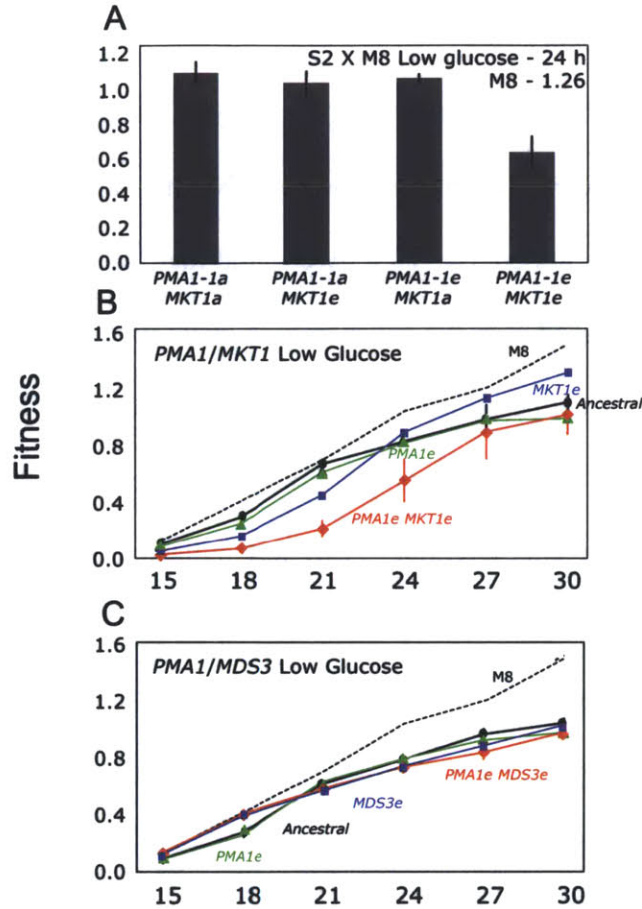 A
1.2
1.0
0.8
0.6
0.4
0.2
0.0
S2 X M8 Low glucose - 24 h
M8 - 1.26
PMA1-1a PMA1-1a PMA1-1e PMA1-1e
MKT1a MKT1e MKT1a MKT1e
B
Fitness
1.6
1.2
0.8
0.4
0.0
PMA1/MKT1 Low Glucose
M8
MKT1e
Ancestral
PMA1e
PMA1e MKT1e
15 18 21 24 27 30
C
1.6
1.2
0.8
0.4
0.0
PMA1/MDS3 Low Glucose
M8
PMA1e MDS3e
MDS3e
Ancestral
PMA1e
15 18 21 24 27 30